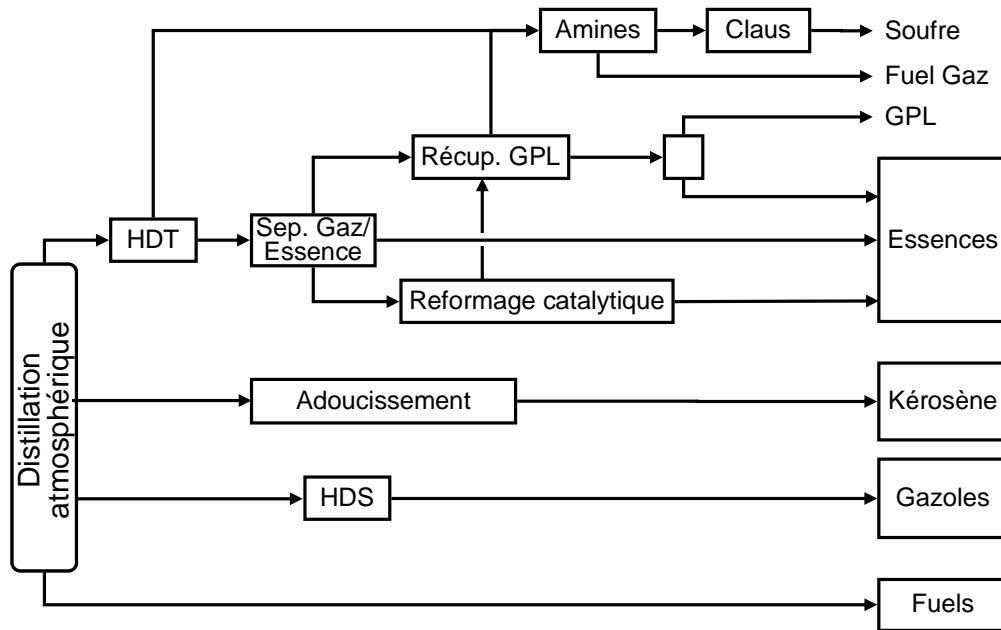 Amines
Claus
Soufre
Fuel Gaz
GPL
Récup. GPL
HDT
Sep. Gaz/
Essence
Essences
Reformage catalytique
Distillation
atmosphérique
Adoucissement
Kérosène
HDS
Gazoles
Fuels